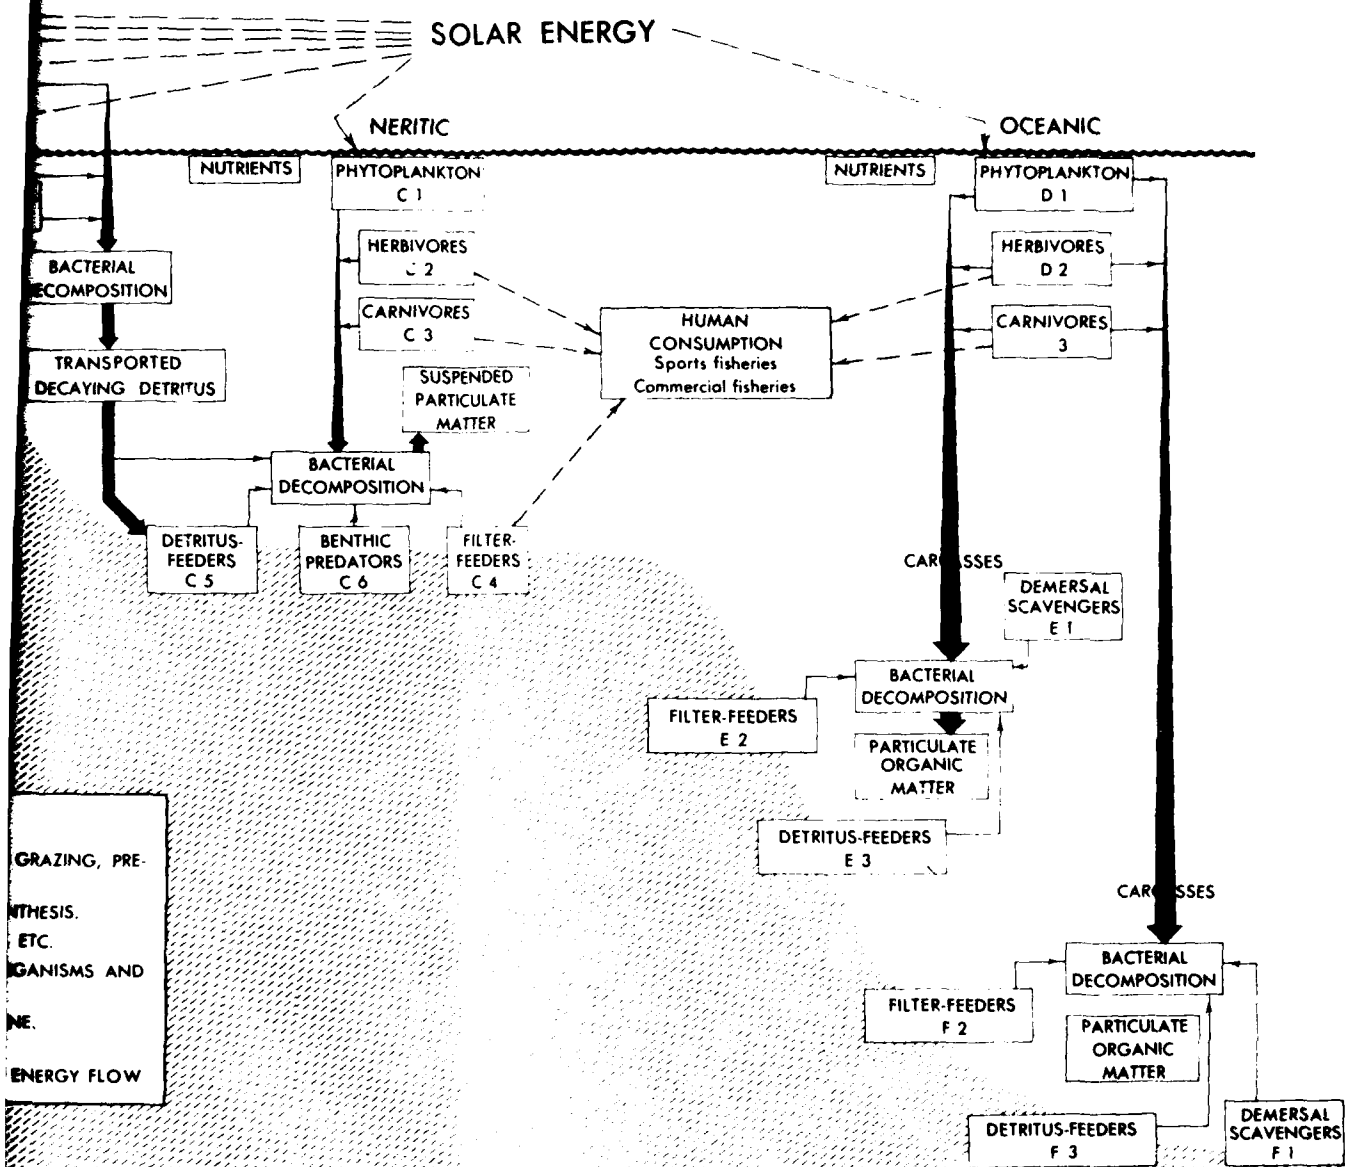 SOLAR ENERGY
NERITIC
OCEANIC
NUTRIENTS
PHYTOPLANKTON
C 1
NUTRIENTS
PHYTOPLANKTON
D 1
HERBIVORES
2
HERBIVORES
D 2
BACTERIAL
ECOMPOSITION
CARNIVORES
C 3
HUMAN
CONSUMPTION
Sports fisheries
Commercial fisheries
CARNIVORES
3
TRANSPORTED
DECAYING DETRITUS
SUSPENDED
PARTICULATE
MATTER
BACTERIAL
DECOMPOSITION
DETRITUS-
FEEDERS
C 5
BENTHIC
PREDATORS
C 6
FILTER-
FEEDERS
C 4
CARCASSES
DEMERSAL
SCAVENGERS
E 1
BACTERIAL
DECOMPOSITION
FILTER-FEEDERS
E 2
PARTICULATE
ORGANIC
MATTER
DETRITUS-FEEDERS
E 3
CARCASSES
BACTERIAL
DECOMPOSITION
FILTER-FEEDERS
F 2
PARTICULATE
ORGANIC
MATTER
DETRITUS-FEEDERS
F 3
DEMERSAL
SCAVENGERS
F 1
GRAZING, PRE-
NTHESIS.
ETC.
GANISMS AND
NE.
ENERGY FLOW